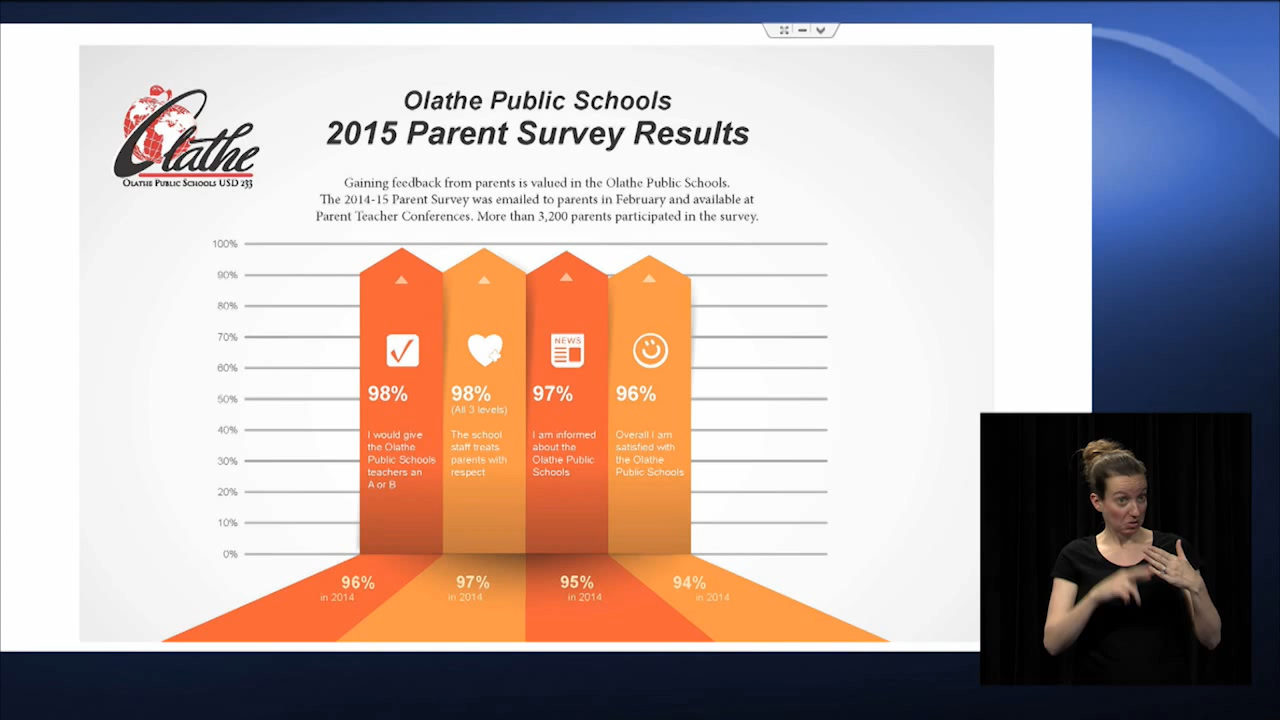 Olathe
OLATHE PUBLIC SCHOOLS USD 233
Olathe Public Schools
2015 Parent Survey Results
Gaining feedback from parents is valued in the Olathe Public Schools.
The 2014-15 Parent Survey was emailed to parents in February and available at
Parent Teacher Conferences. More than 3,200 parents participated in the survey.
100%
90%
80%
70%
60%
50%
40%
30%
20%
10%
0%
98%
I would give
the Olathe
Public Schools
teachers an
A or B
98%
(All 3 levels)
The school
staff treats
parents with
respect
NEWS
97%
I am informed
about the
Olathe Public
Schools
96%
Overall I am
satisfied with
the Olathe
Public Schools
96%
in 2014
97%
in 2014
95%
in 2014
94%
in 2014